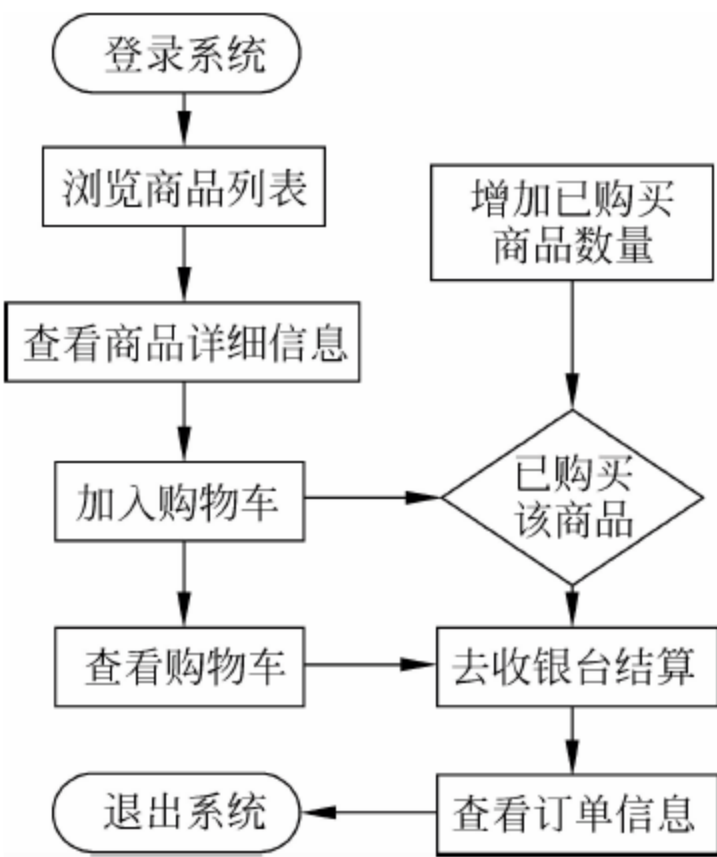 登录系统
浏览商品列表
增加已购买
商品数量
查看商品详细信息
加入购物车
已购买
该商品
查看购物车
去收银台结算
退出系统
查看订单信息